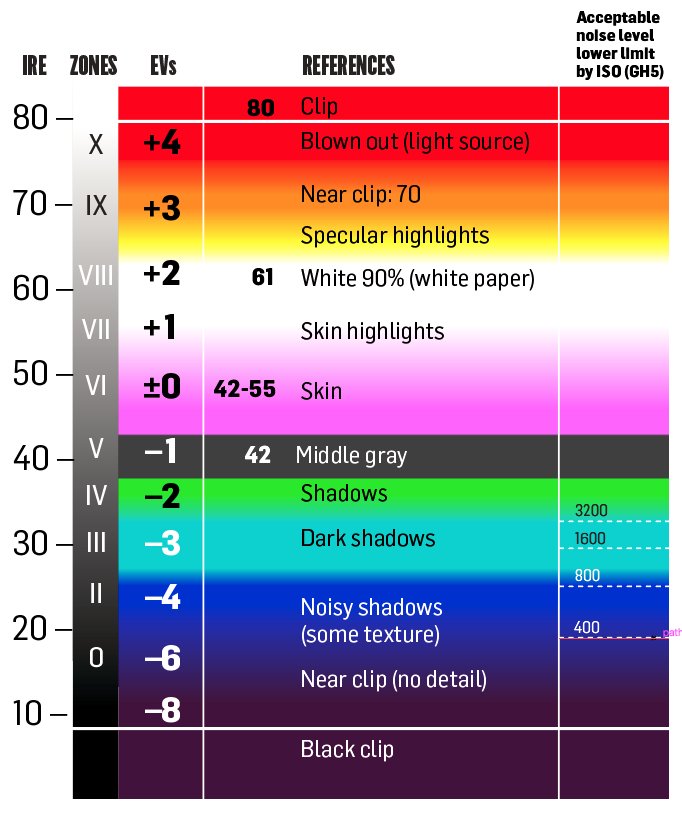 Acceptable
noise level
lower limit
by ISO (GH5)
IRE ZONES EVs REFERENCES
80 Clip
80
X +4 Blown out (light source)
Near clip: 70
70 IX +3
Specular highlights
VIII +2 61 White 90% (white paper)
60
VII +1 Skin highlights
50
VI ±0 42-55 Skin
V –1 42 Middle gray
40
IV –2 Shadows
3200
30 III –3 Dark shadows 1600
800
II –4 Noisy shadows
20 (some texture) 400 path
O –6
Near clip (no detail)
10 –8
Black clip